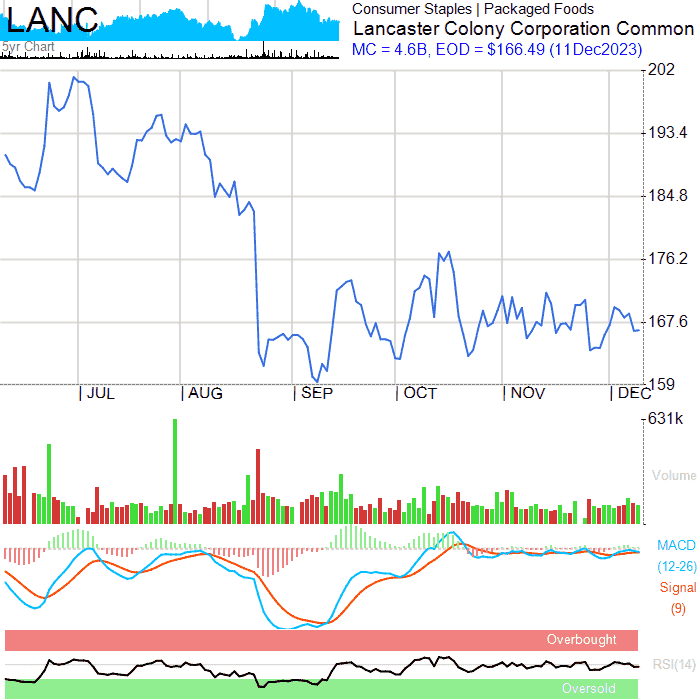 LANC
5yr Chart
Consumer Staples | Packaged Foods
Lancaster Colony Corporation Common
MC = 4.6B, EOD = $166.49 (11Dec2023)
202
193.4
184.8
176.2
167.6
159
JUL
AUG
SEP
OCT
NOV
DEC
631k
Volume
MACD
(12-26)
Signal
(9)
Overbought
RSI(14)
Oversold